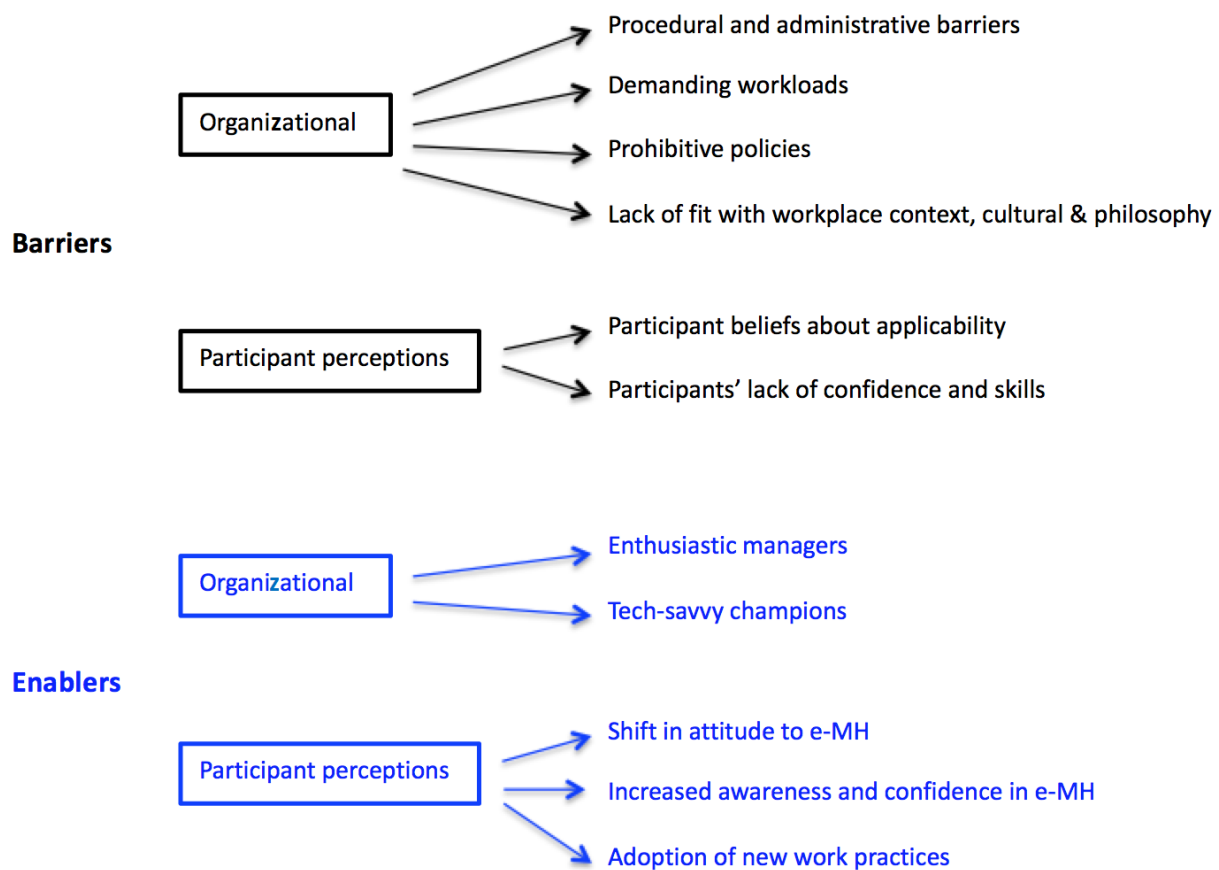 Procedural and administrative barriers
Organizational
Demanding workloads
Prohibitive policies
Lack of fit with workplace context, cultural & philosophy
Barriers
Participant perceptions
Participant beliefs about applicability
Participants’ lack of confidence and skills
Organizational
Enthusiastic managers
Tech-savvy champions
Enablers
Participant perceptions
Shift in attitude to e-MH
Increased awareness and confidence in e-MH
Adoption of new work practices